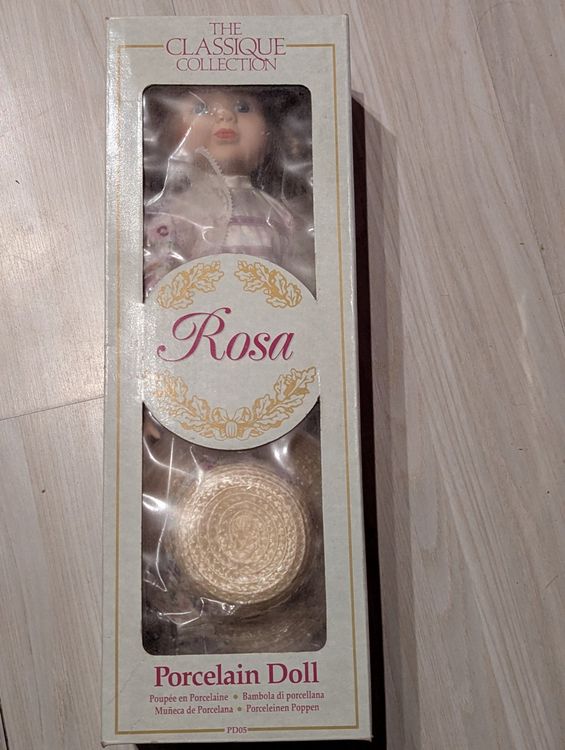 THE
CLASSIQUE
COLLECTION
Rosa
Porcelain Doll
Poupée en Porcelaine • Bambola di porcellana
Muñeca de Porcelana • Porceleinen Poppen
PD05